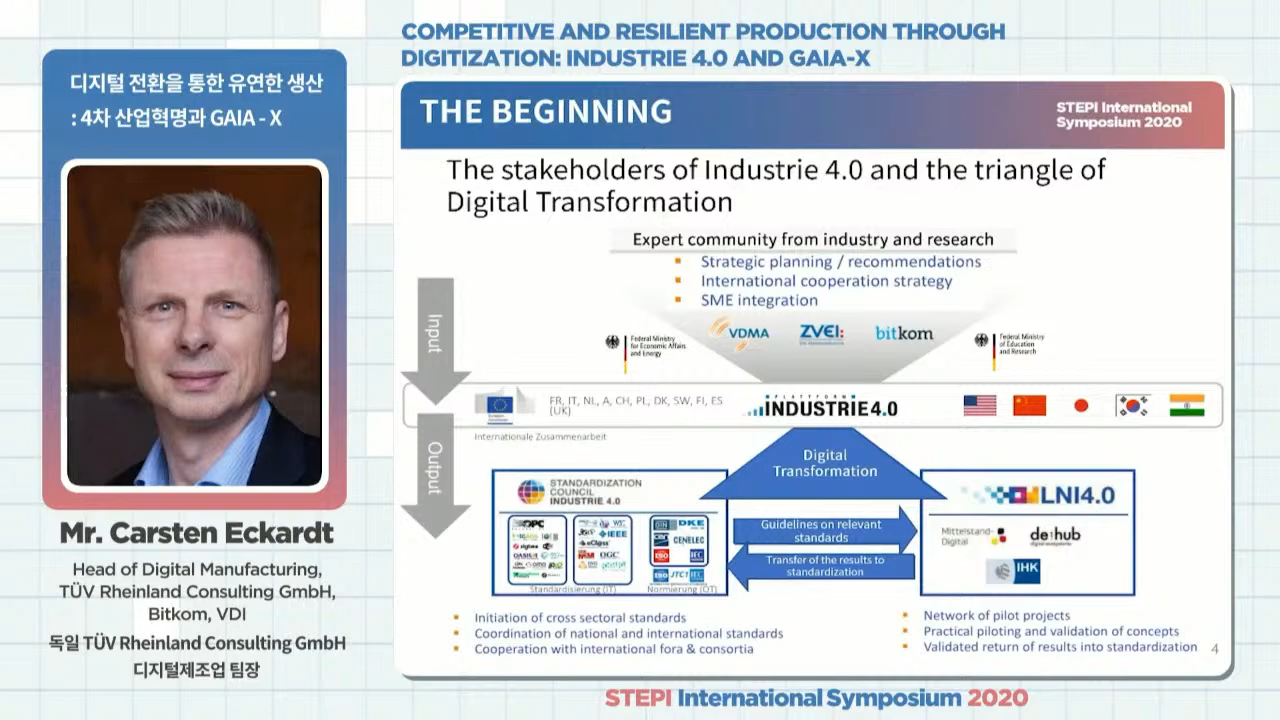 COMPETITIVE AND RESILIENT PRODUCTION THROUGH
DIGITIZATION: INDUSTRIE 4.0 AND GAIA-X
디지털 전환을 통한 유연한 생산
: 4차 산업혁명과 GAIA - X
Mr. Carsten Eckardt
Head of Digital Manufacturing,
TÜV Rheinland Consulting GmbH,
Bitkom, VDI
독일 TÜV Rheinland Consulting GmbH
디지털제조업 팀장
THE BEGINNING
STEPI International
Symposium 2020
The stakeholders of Industrie 4.0 and the triangle of
Digital Transformation
Expert community from industry and research
Strategic planning / recommendations
International cooperation strategy
SME integration
Input
VDMA
ZVEI:
bitkom
Federal Ministry
for Economic Affairs
and Energy
Federal Ministry
of Education
and Research
FR, IT, NL, A, CH, PL, DK, SW, FI, ES
(UK)
PLATTFORM
INDUSTRIE4.0
Internationale Zusammenarbeit
Output
Digital
Transformation
STANDARDIZATION
COUNCIL
INDUSTRIE 4.0
OPC
IEEE
eClass
OGC
DIN
DKE
CENELEC
ISO
IEC
ISO JTC1 IEC
Standardisierung (IT)
Normierung (OT)
Guidelines on relevant
standards
Transfer of the results to
standardization
LNI4.0
Mittelstand-
Digital
de:hub
IHK
Initiation of cross sectoral standards
Coordination of national and international standards
Cooperation with international fora & consortia
Network of pilot projects
Practical piloting and validation of concepts
Validated return of results into standardization
4
STEPI International Symposium 2020